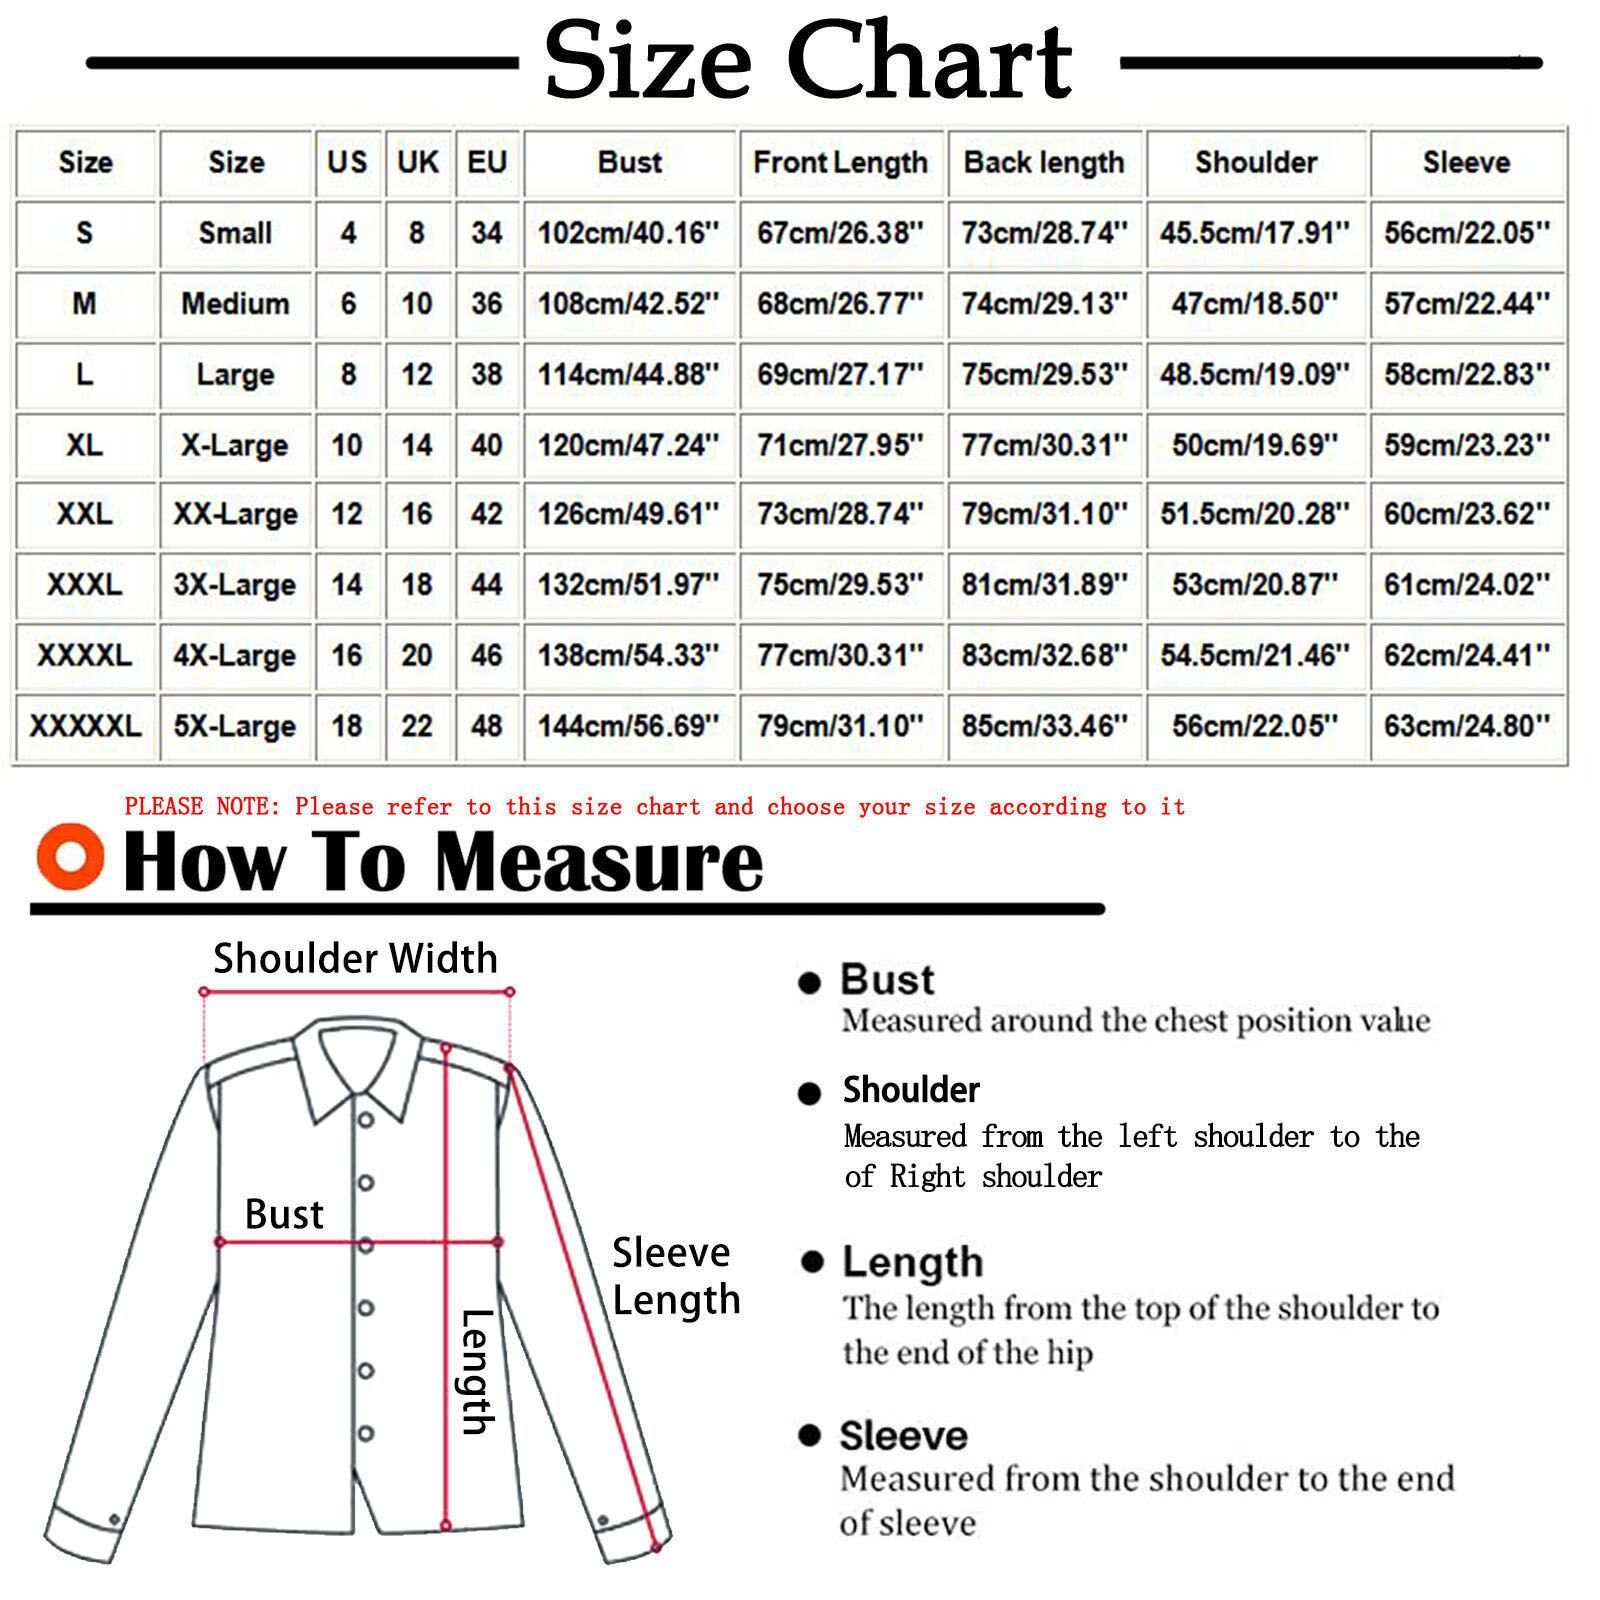 Size Chart
Size Size US UK EU Bust Front Length Back length Shoulder Sleeve
S Small 4 8 34 102cm/40.16" 67cm/26.38" 73cm/28.74" 45.5cm/17.91" 56cm/22.05"
M Medium 6 10 36 108cm/42.52" 68cm/26.77" 74cm/29.13" 47cm/18.50" 57cm/22.44"
L Large 8 12 38 114cm/44.88" 69cm/27.17" 75cm/29.53" 48.5cm/19.09" 58cm/22.83"
XL X-Large 10 14 40 120cm/47.24" 71cm/27.95" 77cm/30.31" 50cm/19.69" 59cm/23.23"
XXL XX-Large 12 16 42 126cm/49.61" 73cm/28.74" 79cm/31.10" 51.5cm/20.28" 60cm/23.62"
XXXL 3X-Large 14 18 44 132cm/51.97" 75cm/29.53" 81cm/31.89" 53cm/20.87" 61cm/24.02"
XXXXL 4X-Large 16 20 46 138cm/54.33" 77cm/30.31" 83cm/32.68" 54.5cm/21.46" 62cm/24.41"
XXXXXL 5X-Large 18 22 48 144cm/56.69" 79cm/31.10" 85cm/33.46" 56cm/22.05" 63cm/24.80"
PLEASE NOTE: Please refer to this size chart and choose your size according to it
How To Measure
Shoulder Width
Bust
Length
Sleeve
Length
Bust
Measured around the chest position value
Shoulder
Measured from the left shoulder to the
of Right shoulder
Length
The length from the top of the shoulder to
the end of the hip
Sleeve
Measured from the shoulder to the end
of sleeve